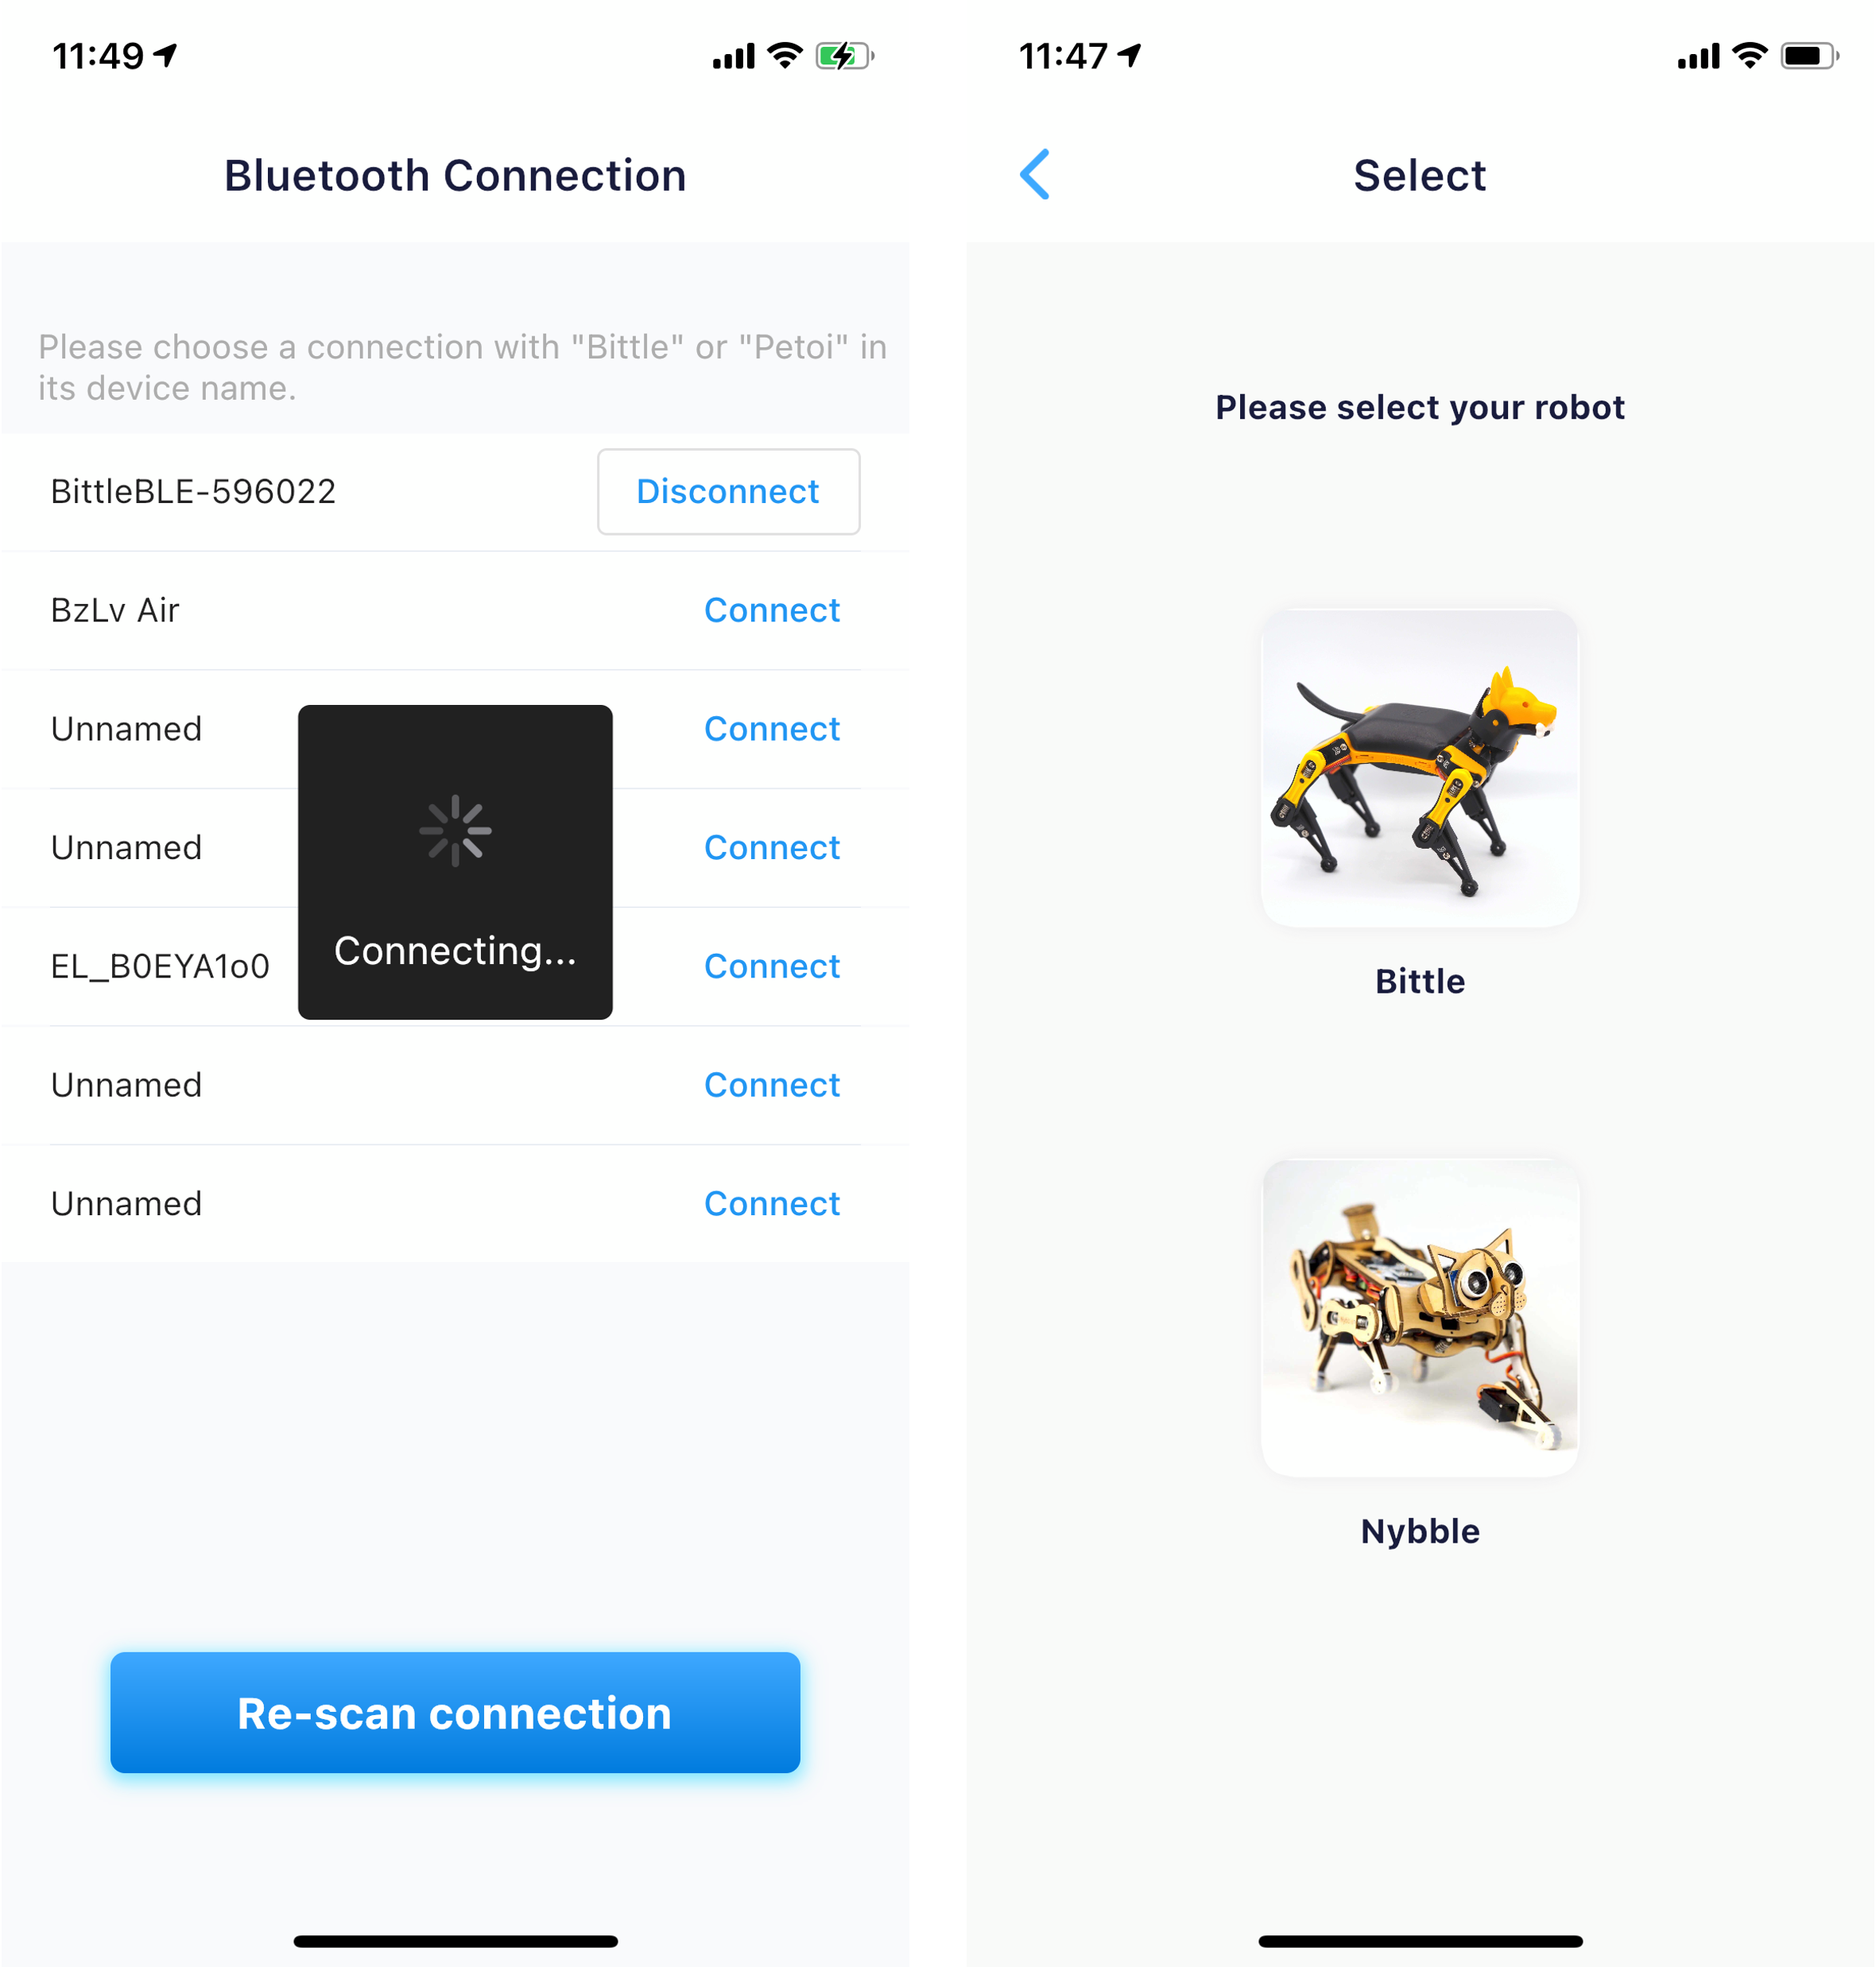 11:49
Bluetooth Connection
Please choose a connection with "Bittle" or "Petoi" in
its device name.
BittleBLE-596022 Disconnect
BzLv Air Connect
Unnamed Connect
Unnamed Connect
EL_B0EYA1o0 Connect
Connecting...
Unnamed Connect
Unnamed Connect
Re-scan connection
11:47
Select
Please select your robot
Bittle
Nybble